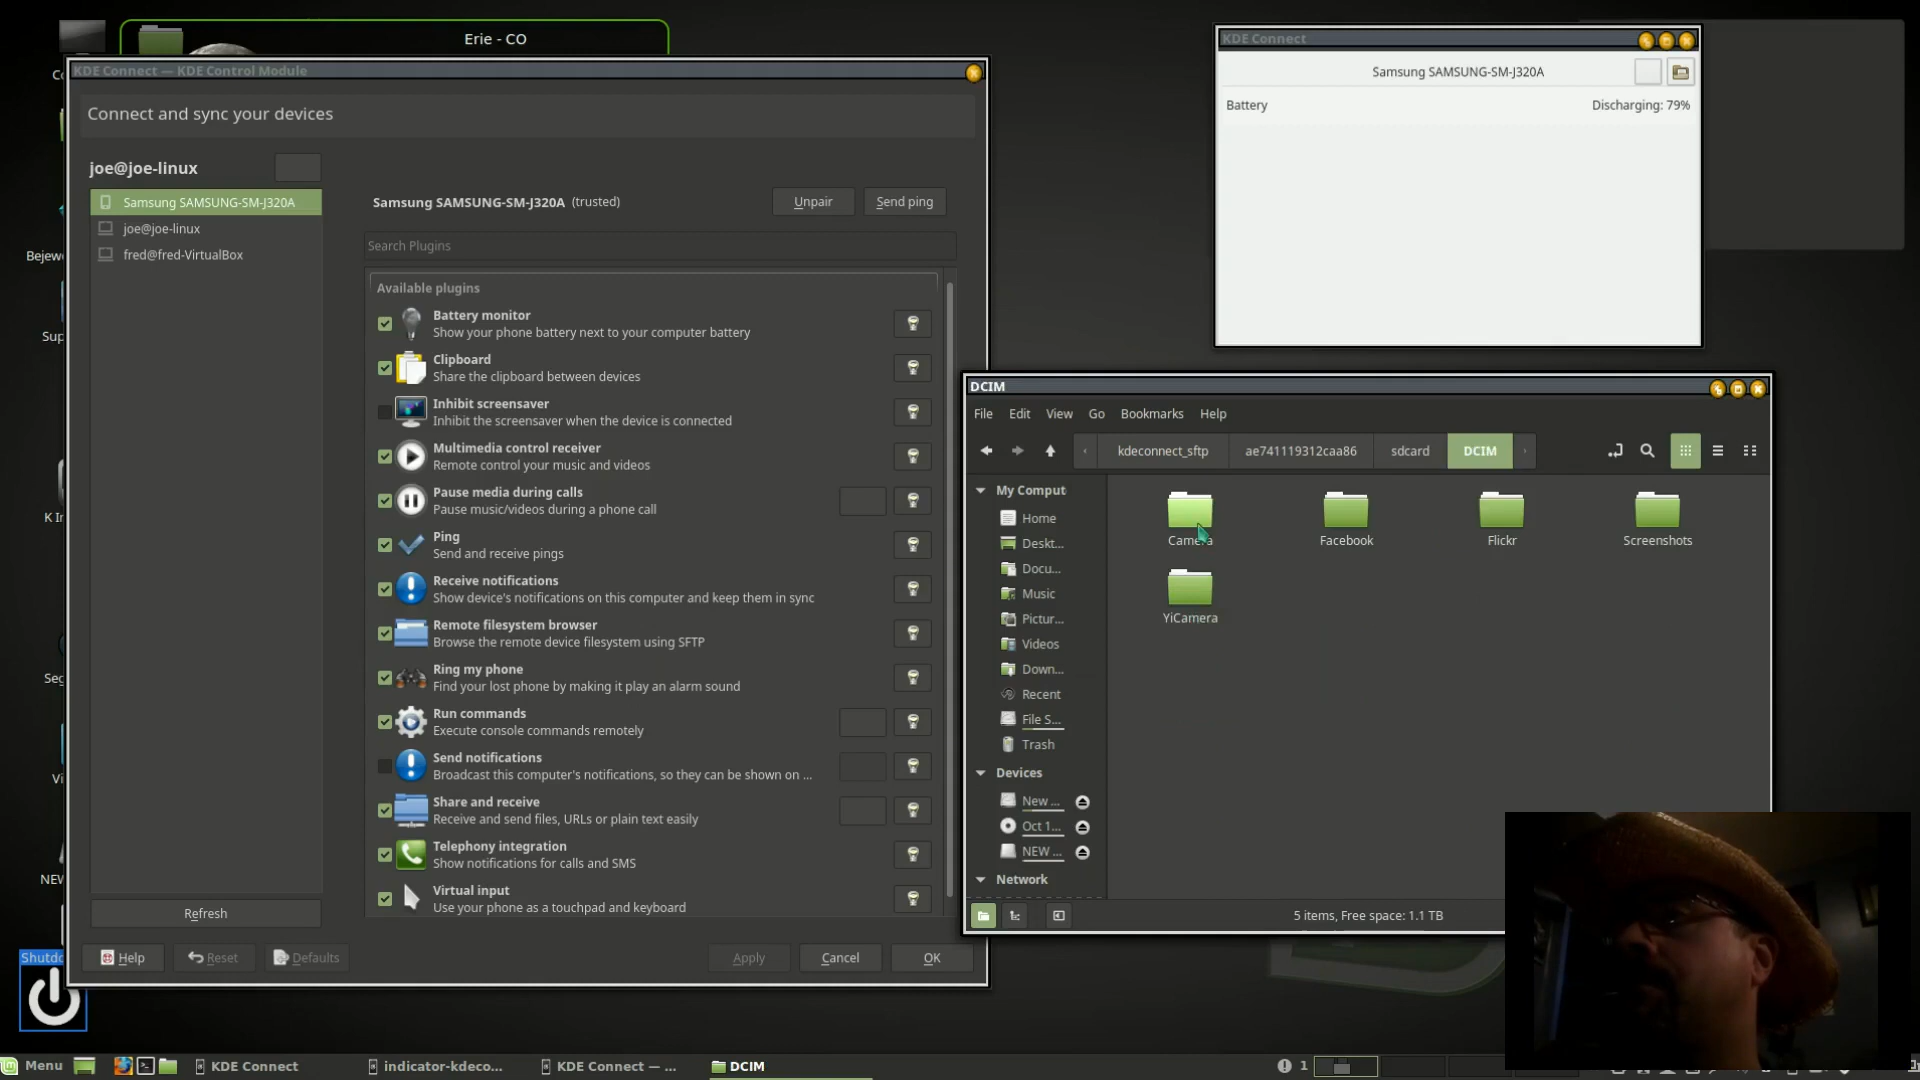 Erie - CO
KDE Connect — KDE Control Module
Connect and sync your devices
joe@joe-linux
Samsung SAMSUNG-SM-J320A
joe@joe-linux
fred@fred-VirtualBox
Refresh
Samsung SAMSUNG-SM-J320A (trusted)
Unpair
Send ping
Search Plugins
Available plugins
Battery monitor
Show your phone battery next to your computer battery
Clipboard
Share the clipboard between devices
Inhibit screensaver
Inhibit the screensaver when the device is connected
Multimedia control receiver
Remote control your music and videos
Pause media during calls
Pause music/videos during a phone call
Ping
Send and receive pings
Receive notifications
Show device's notifications on this computer and keep them in sync
Remote filesystem browser
Browse the remote device filesystem using SFTP
Ring my phone
Find your lost phone by making it play an alarm sound
Run commands
Execute console commands remotely
Send notifications
Broadcast this computer's notifications, so they can be shown on ...
Share and receive
Receive and send files, URLs or plain text easily
Telephony integration
Show notifications for calls and SMS
Virtual input
Use your phone as a touchpad and keyboard
Help
Reset
Defaults
Apply
Cancel
OK
KDE Connect
Samsung SAMSUNG-SM-J320A
Battery
Discharging: 79%
DCIM
File Edit View Go Bookmarks Help
kdeconnect_sftp
ae741119312caa86
sdcard
DCIM
My Comput
Home
Deskt...
Docu...
Music
Pictur...
Videos
Down...
Recent
File S...
Trash
Devices
New ...
Oct 1...
NEW ...
Network
Camera
Facebook
Flickr
Screenshots
YiCamera
5 items, Free space: 1.1 TB
Bejew
Sup
K In
Seg
Vi
NEW
Shutdo
Menu
KDE Connect
indicator-kdeco...
KDE Connect — ...
DCIM
1